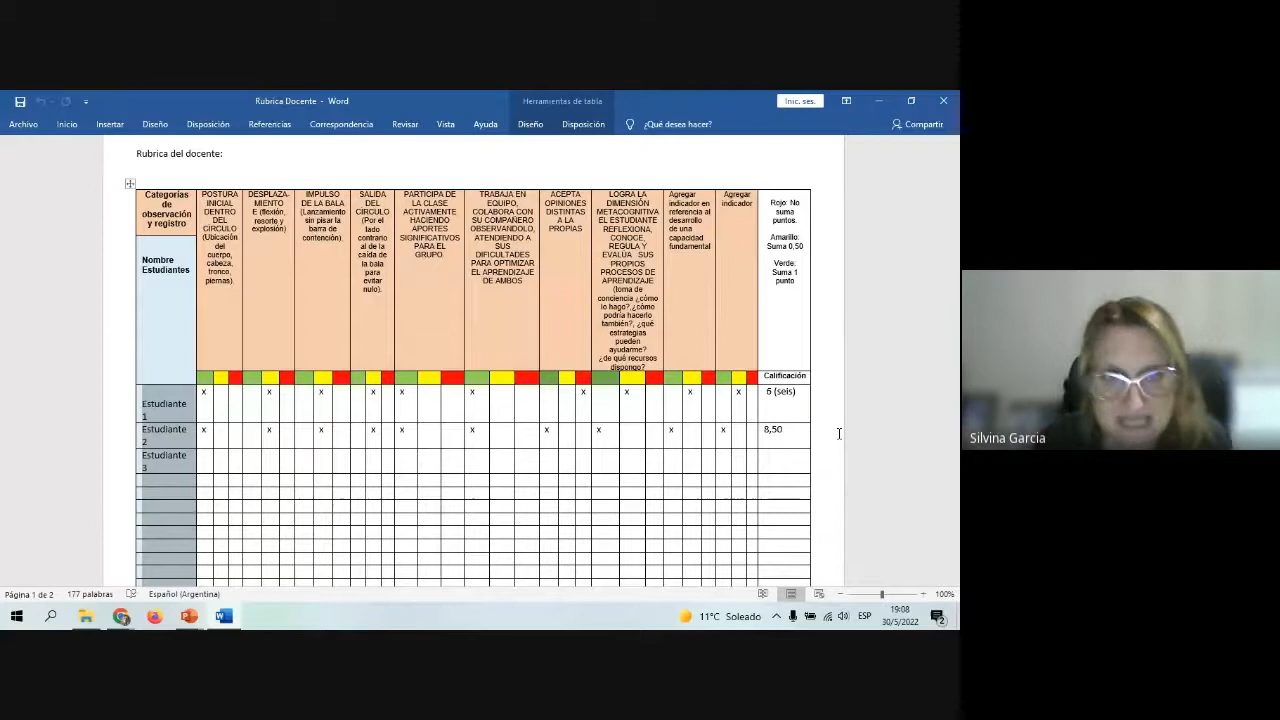 Rubrica Docente - Word
Herramientas de tabla
Inic. ses.
Archivo
Inicio
Insertar
Diseño
Disposición
Referencias
Correspondencia
Revisar
Vista
Ayuda
Diseño
Disposición
¿Qué desea hacer?
Compartir
Rubrica del docente:
Categorías
de
observación
y registro
Nombre
Estudiantes
POSTURA
INICIAL
DENTRO
DEL
CÍRCULO
(Ubicación
del
cuerpo,
cabeza,
tronco,
piernas).
DESPLAZA-
MIENTO
E (flexión,
resorte y
explosión)
IMPULSO
DE LA BALA
(Lanzamiento
sin pisar la
barra de
contención).
SALIDA
DEL
CÍRCULO
(Por el
lado
contrario
al de la
caída de
la bala
para
evitar
nulo).
PARTICIPA DE
LA CLASE
ACTIVAMENTE
HACIENDO
APORTES
SIGNIFICATIVOS
PARA EL
GRUPO.
TRABAJA EN
EQUIPO,
COLABORA CON
SU COMPAÑERO
OBSERVANDOLO,
ATENDIENDO A
SUS
DIFICULTADES
PARA OPTIMIZAR
EL APRENDIZAJE
DE AMBOS
ACEPTA
OPINIONES
DISTINTAS
A LA
PROPIAS
LOGRA LA
DIMENSIÓN
METACOGNITIVA
EL ESTUDIANTE
REFLEXIONA,
CONOCE,
REGULA Y
EVALÚA SUS
PROPIOS
PROCESOS DE
APRENDIZAJE
(toma de
conciencia ¿cómo
lo hago?,¿cómo
podría hacerlo
también?, ¿qué
estrategias
pueden
ayudarme?
¿de qué recursos
dispongo?
Agregar
indicador en
referencia al
desarrollo
de una
capacidad
fundamental
Agregar
indicador
Rojo: No
suma
puntos.
Amarillo:
Suma 0,50
Verde:
Suma 1
punto
Calificación
Estudiante
1
x x x x x x x x x x 6 (seis)
Estudiante
2
x x x x x x x x x x 8,50
Estudiante
3
Silvina Garcia
Página 1 de 2
177 palabras
Español (Argentina)
100%
11°C Soleado
ESP
19:08
30/5/2022
2